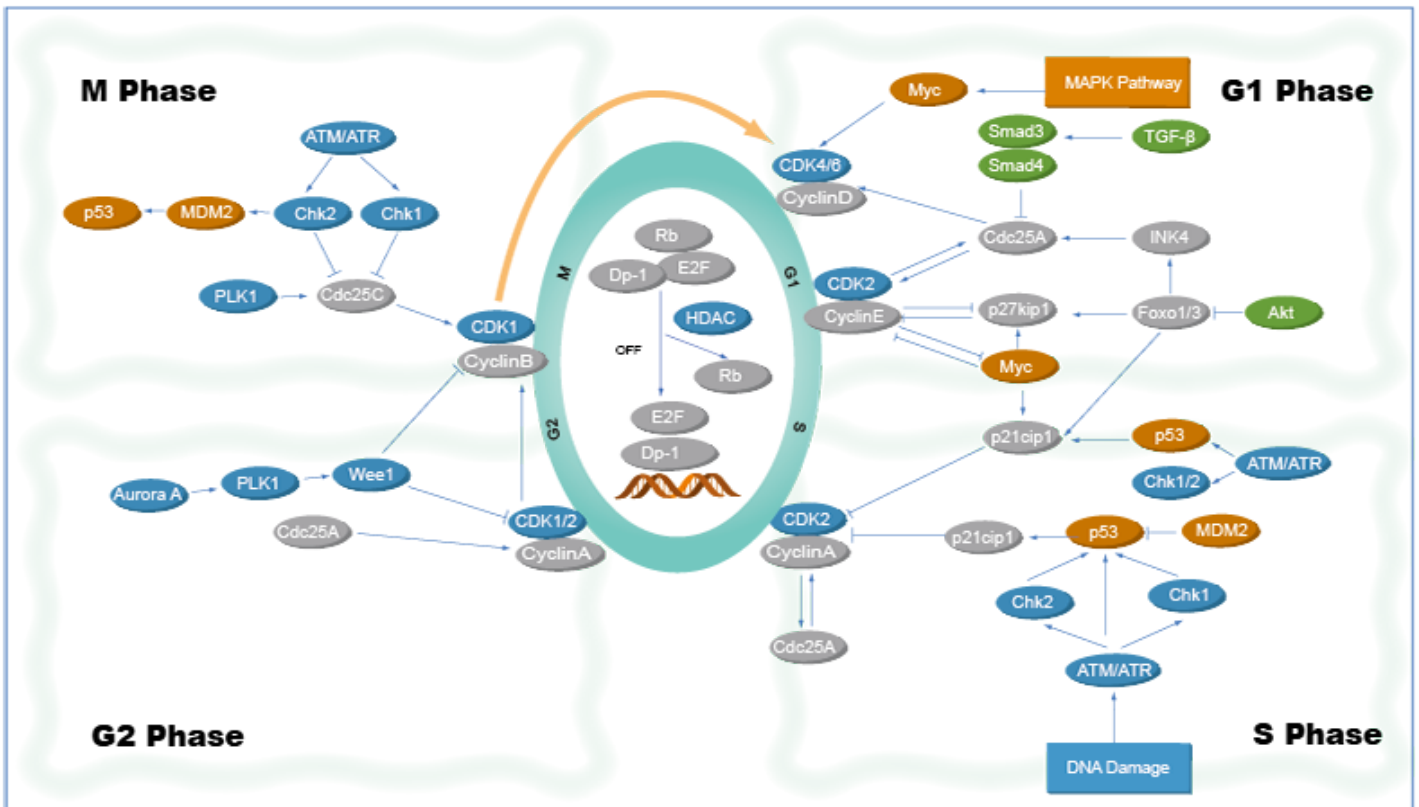 M Phase
ATM/ATR
p53
MDM2
Chk2
Chk1
PLK1
Cdc25C
CDK1
CyclinB
MAPK Pathway
G1 Phase
Myc
Smad3
TGF-β
Smad4
CDK4/6
CyclinD
Cdc25A
INK4
CDK2
CyclinE
p27kip1
Foxo1/3
Akt
Myc
M
G1
Rb
Dp-1
E2F
HDAC
OFF
Rb
E2F
Dp-1
G2
S
Aurora A
PLK1
Wee1
Cdc25A
CDK1/2
CyclinA
G2 Phase
p21cip1
p53
ATM/ATR
Chk1/2
CDK2
CyclinA
p21cip1
p53
MDM2
Chk2
Chk1
Cdc25A
ATM/ATR
S Phase
DNA Damage